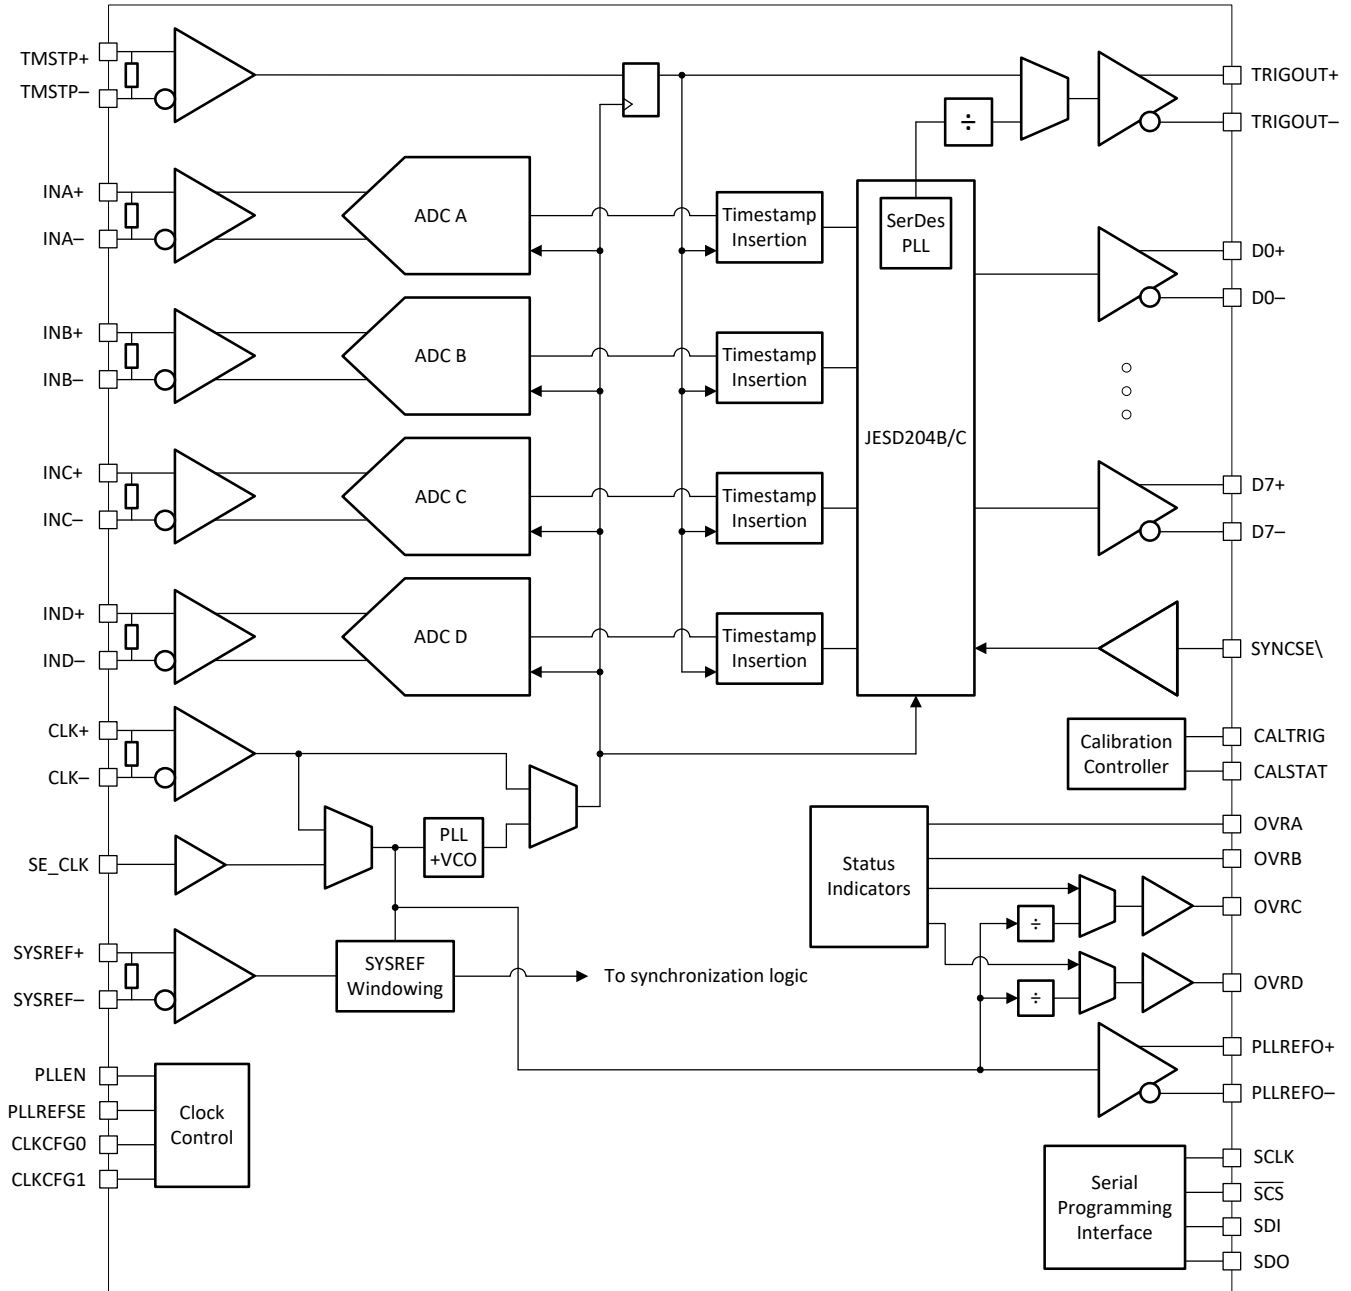 TMSTP+
TMSTP–
TRIGOUT+
TRIGOUT–
÷
INA+
INA–
ADC A
Timestamp
Insertion
SerDes
PLL
D0+
D0–
INB+
INB–
ADC B
Timestamp
Insertion
JESD204B/C
INC+
INC–
ADC C
Timestamp
Insertion
D7+
D7–
IND+
IND–
ADC D
Timestamp
Insertion
SYNCSE\
CLK+
CLK–
Calibration
Controller
CALTRIG
CALSTAT
SE_CLK
PLL
+VCO
Status
Indicators
OVRA
OVRB
OVRC
OVRD
÷
÷
SYSREF+
SYSREF–
SYSREF
Windowing
To synchronization logic
PLLREFO+
PLLREFO–
PLLEN
PLLREFSE
CLKCFG0
CLKCFG1
Clock
Control
Serial
Programming
Interface
SCLK
SCS
SDI
SDO